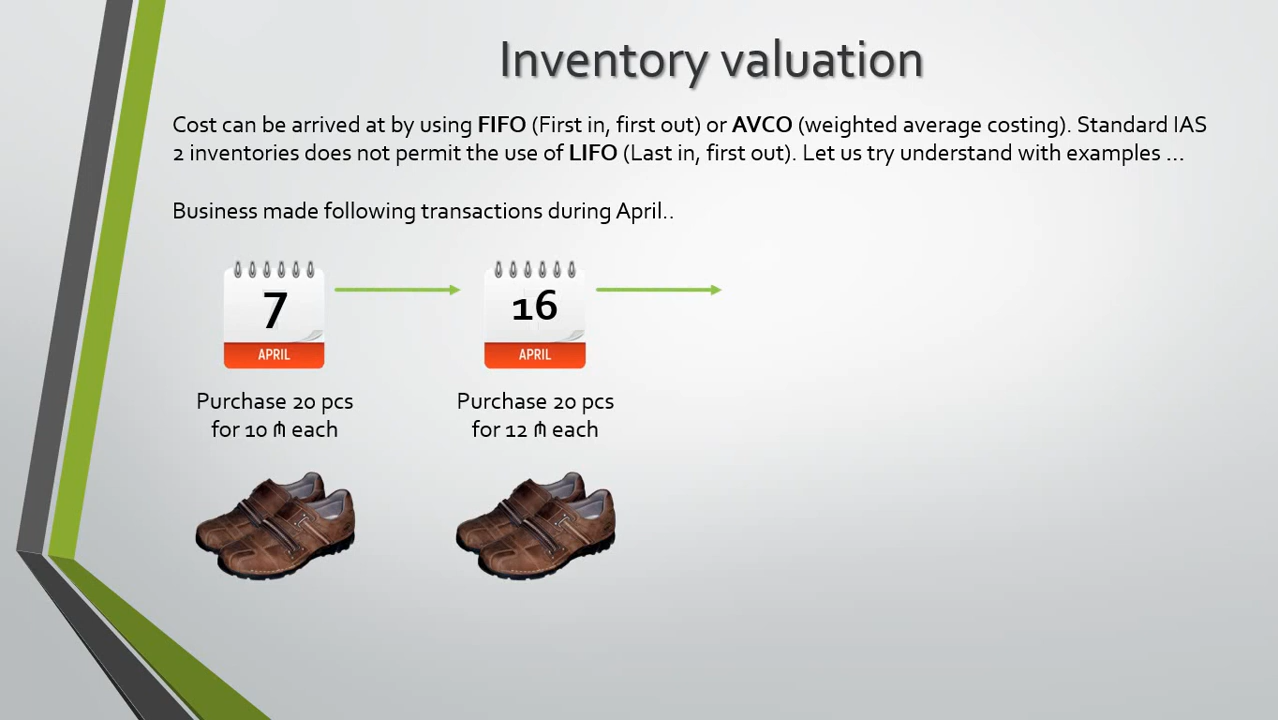 Inventory valuation
Cost can be arrived at by using FIFO (First in, first out) or AVCO (weighted average costing). Standard IAS
2 inventories does not permit the use of LIFO (Last in, first out). Let us try understand with examples ...
Business made following transactions during April..
7
APRIL
16
APRIL
Purchase 20 pcs
for 10 ₼ each
Purchase 20 pcs
for 12 ₼ each